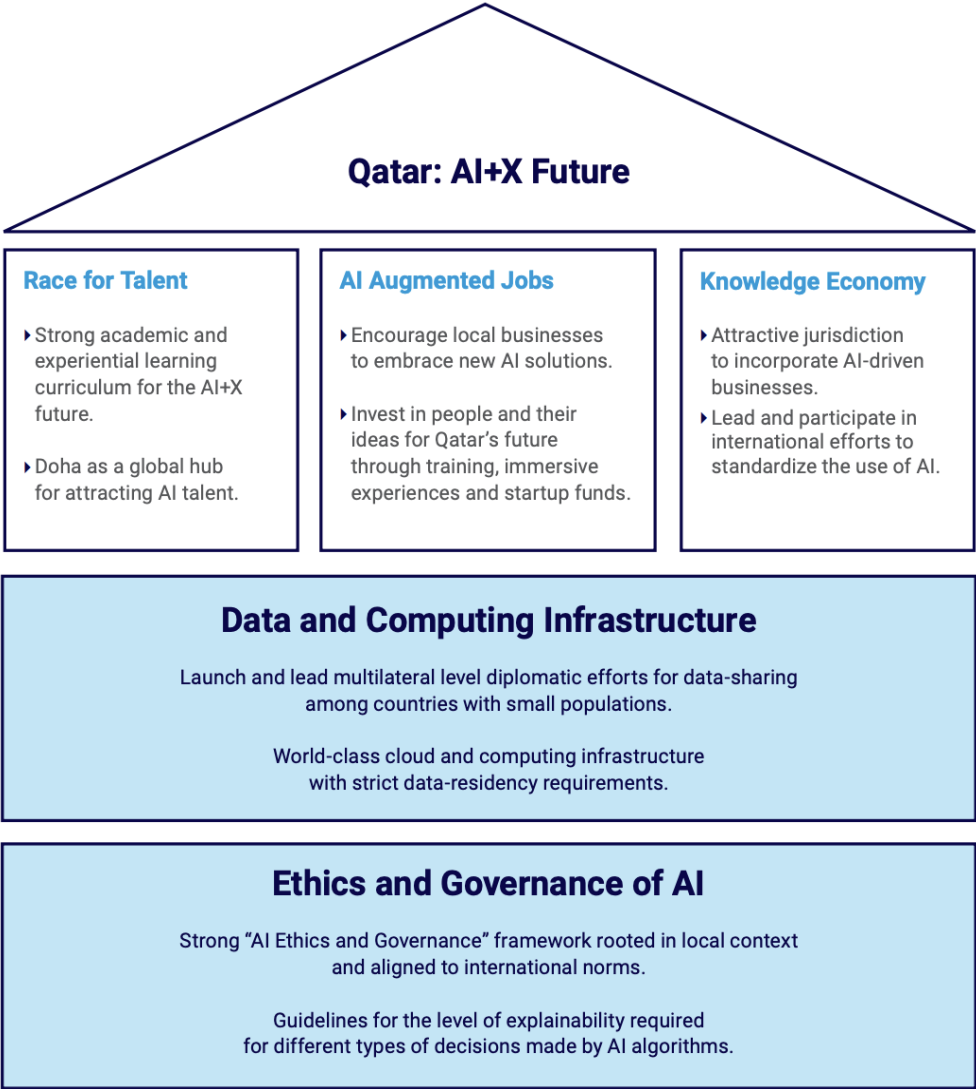 Qatar: AI+X Future
Race for Talent
Strong academic and
experiential learning
curriculum for the AI+X
future.
Doha as a global hub
for attracting AI talent.
AI Augmented Jobs
Encourage local businesses
to embrace new AI solutions.
Invest in people and their
ideas for Qatar’s future
through training, immersive
experiences and startup funds.
Knowledge Economy
Attractive jurisdiction
to incorporate AI-driven
businesses.
Lead and participate in
international efforts to
standardize the use of AI.
Data and Computing Infrastructure
Launch and lead multilateral level diplomatic efforts for data-sharing
among countries with small populations.
World-class cloud and computing infrastructure
with strict data-residency requirements.
Ethics and Governance of AI
Strong “AI Ethics and Governance” framework rooted in local context
and aligned to international norms.
Guidelines for the level of explainability required
for different types of decisions made by AI algorithms.